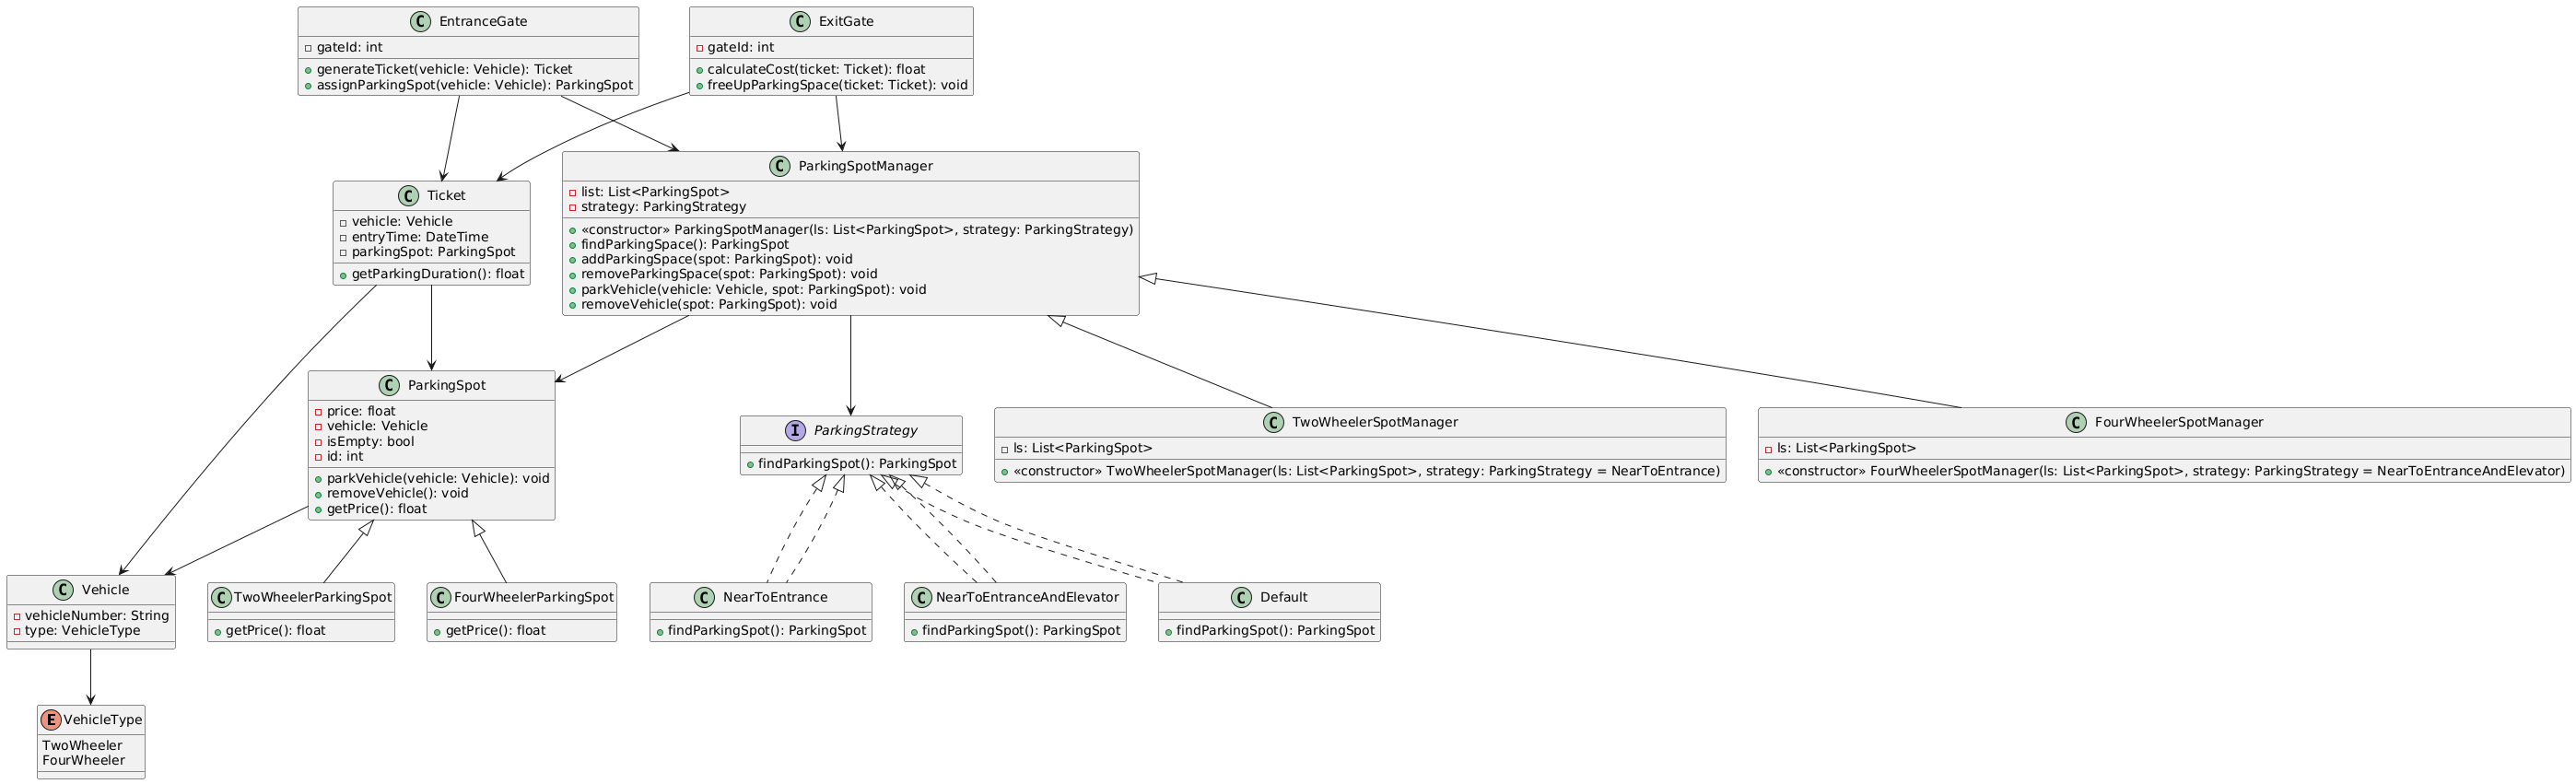 C EntranceGate
gateId: int
generateTicket(vehicle: Vehicle): Ticket
assignParkingSpot(vehicle: Vehicle): ParkingSpot
C ExitGate
gateId: int
calculateCost(ticket: Ticket): float
freeUpParkingSpace(ticket: Ticket): void
C ParkingSpotManager
list: List<ParkingSpot>
strategy: ParkingStrategy
«constructor» ParkingSpotManager(ls: List<ParkingSpot>, strategy: ParkingStrategy)
findParkingSpace(): ParkingSpot
addParkingSpace(spot: ParkingSpot): void
removeParkingSpace(spot: ParkingSpot): void
parkVehicle(vehicle: Vehicle, spot: ParkingSpot): void
removeVehicle(spot: ParkingSpot): void
C Ticket
vehicle: Vehicle
entryTime: DateTime
parkingSpot: ParkingSpot
getParkingDuration(): float
C ParkingSpot
price: float
vehicle: Vehicle
isEmpty: bool
id: int
parkVehicle(vehicle: Vehicle): void
removeVehicle(): void
getPrice(): float
I ParkingStrategy
findParkingSpot(): ParkingSpot
C TwoWheelerSpotManager
ls: List<ParkingSpot>
«constructor» TwoWheelerSpotManager(ls: List<ParkingSpot>, strategy: ParkingStrategy = NearToEntrance)
C FourWheelerSpotManager
ls: List<ParkingSpot>
«constructor» FourWheelerSpotManager(ls: List<ParkingSpot>, strategy: ParkingStrategy = NearToEntranceAndElevator)
C Vehicle
vehicleNumber: String
type: VehicleType
C TwoWheelerParkingSpot
getPrice(): float
C FourWheelerParkingSpot
getPrice(): float
C NearToEntrance
findParkingSpot(): ParkingSpot
C NearToEntranceAndElevator
findParkingSpot(): ParkingSpot
C Default
findParkingSpot(): ParkingSpot
E VehicleType
TwoWheeler
FourWheeler